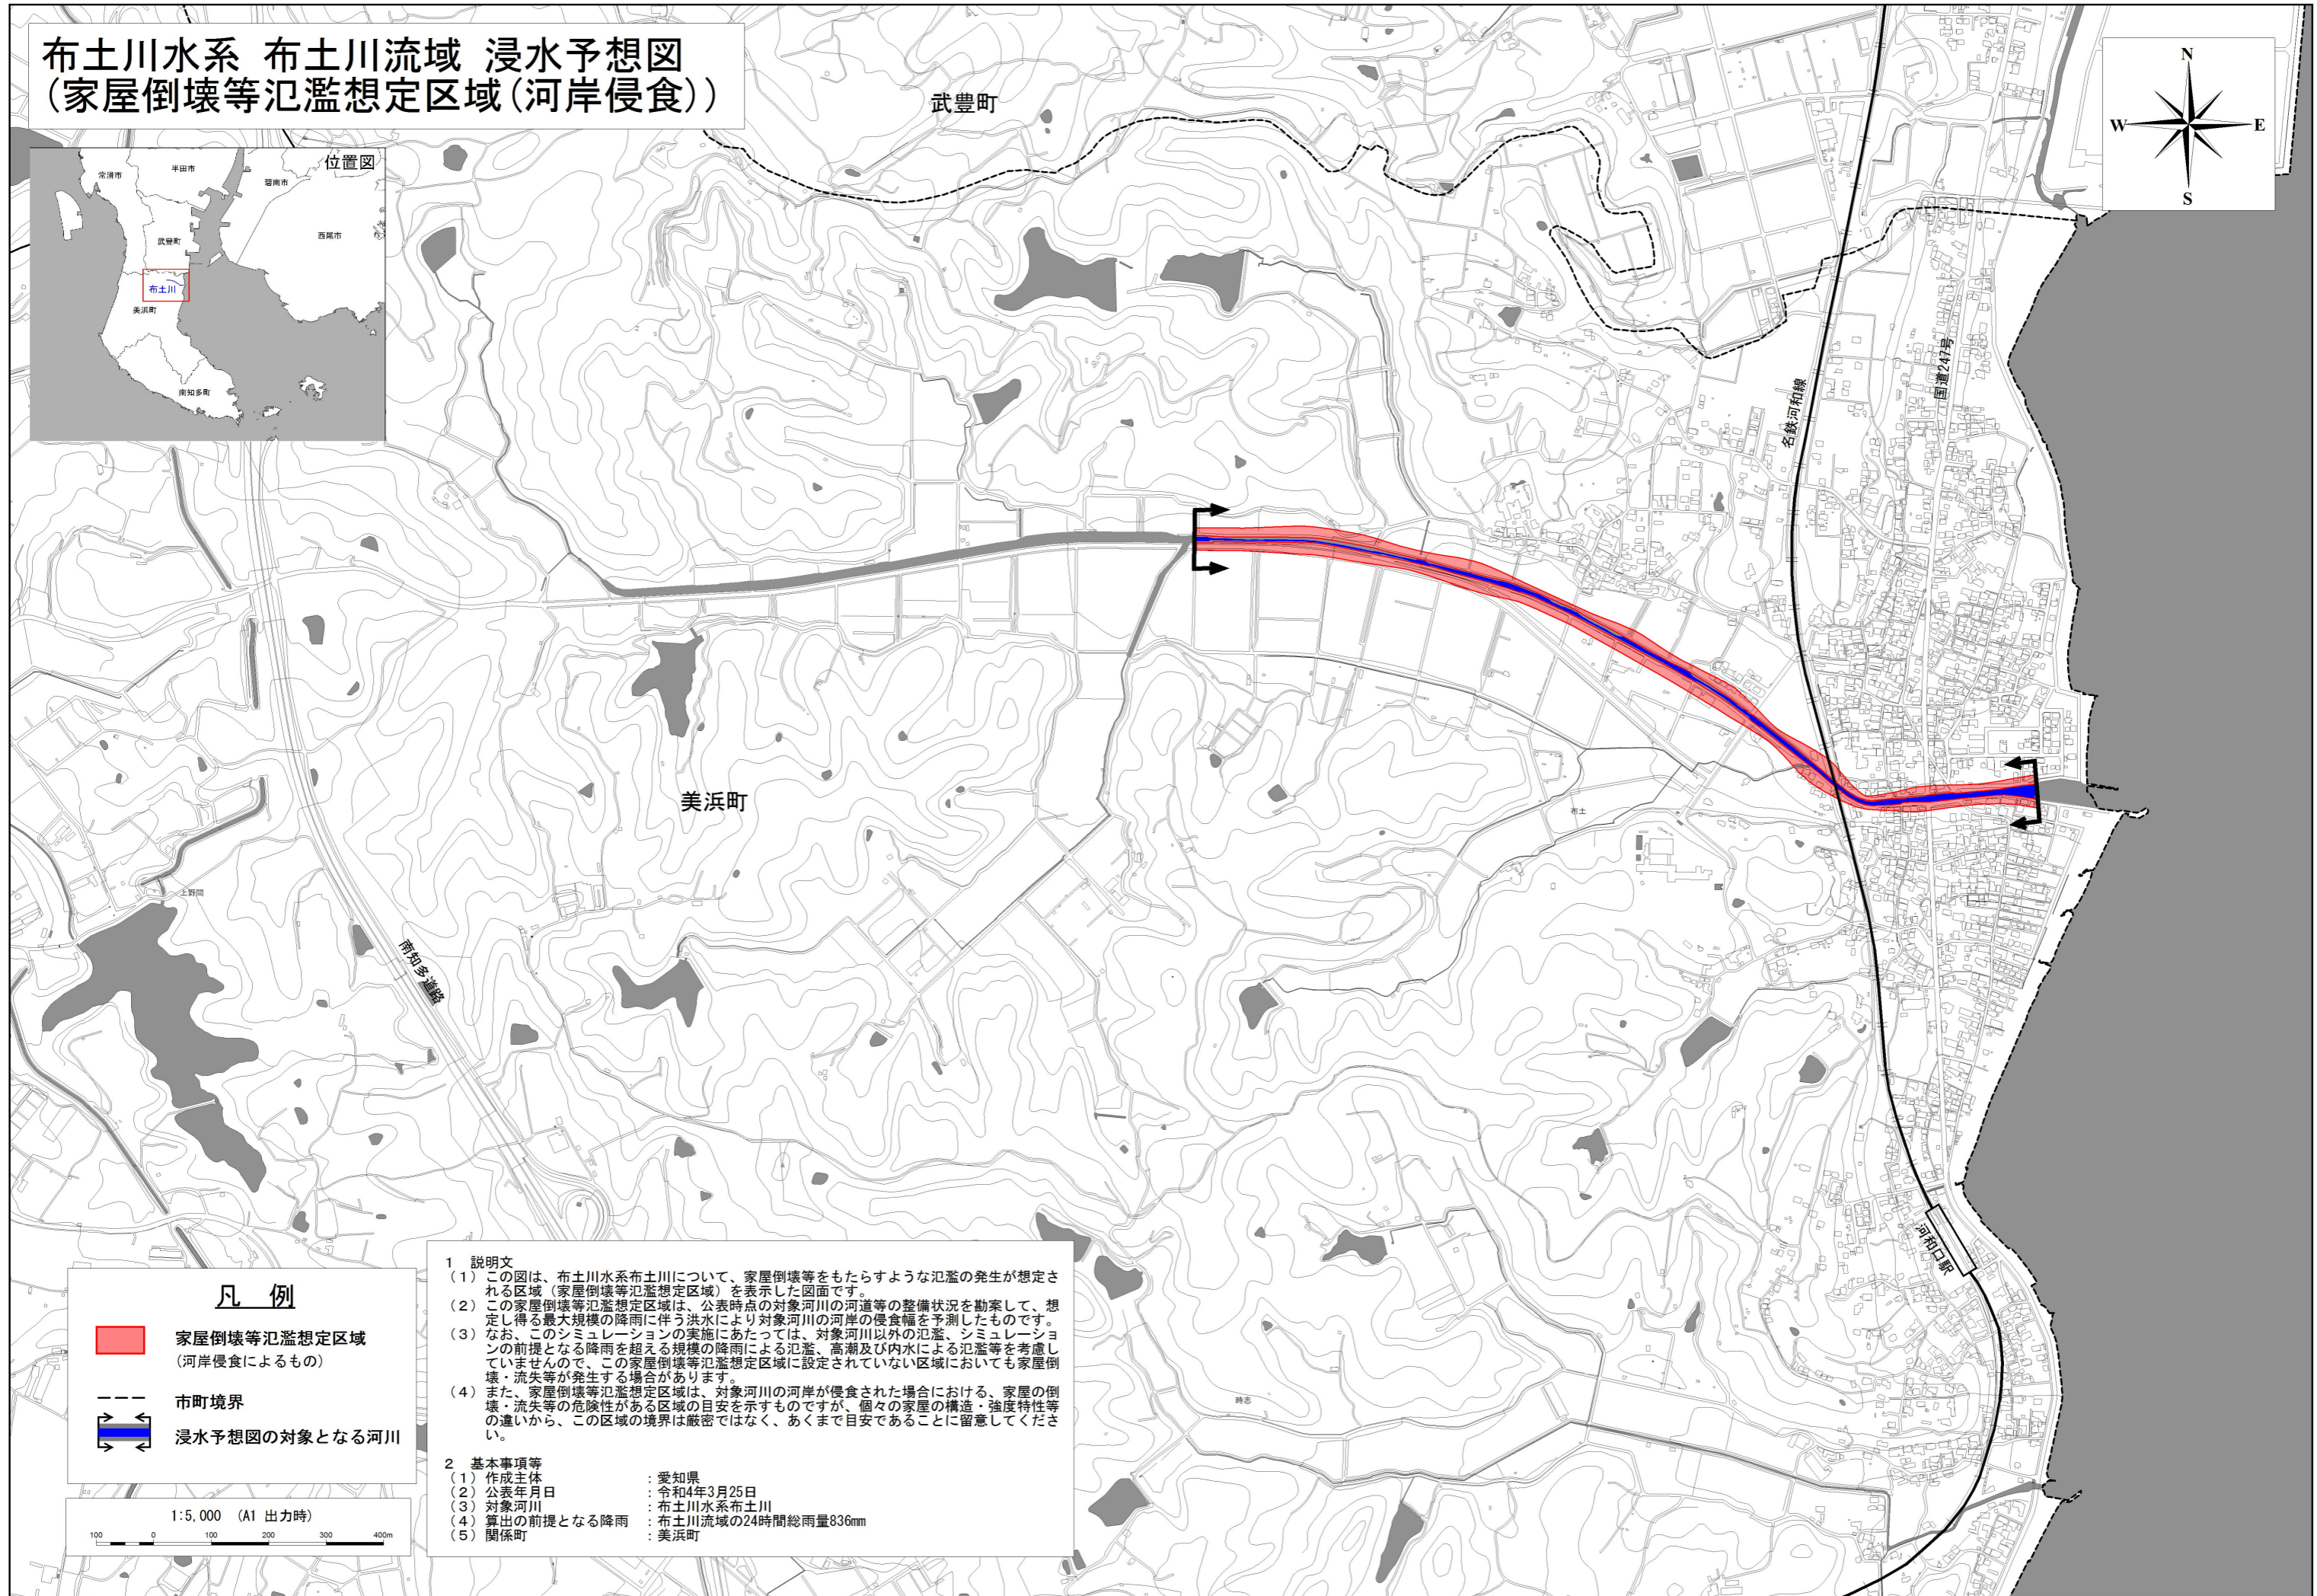 布土川水系 布土川流域 浸水予想図
(家屋倒壊等氾濫想定区域(河岸侵食))
位置図
常滑市
半田市
碧南市
西尾市
武豊町
布土川
美浜町
南知多町
武豊町
N
W
E
S
国道247号
名鉄河和線
美浜町
布土
上野間
南知多道路
河和口駅
時志
凡 例
家屋倒壊等氾濫想定区域
(河岸侵食によるもの)
市町境界
浸水予想図の対象となる河川
1:5,000 (A1 出力時)
100 0 100 200 300 400m
1 説明文
(1)この図は、布土川水系布土川について、家屋倒壊等をもたらすような氾濫の発生が想定さ
れる区域(家屋倒壊等氾濫想定区域)を表示した図面です。
(2)この家屋倒壊等氾濫想定区域は、公表時点の対象河川の河道等の整備状況を勘案して、想
定し得る最大規模の降雨に伴う洪水により対象河川の河岸の侵食幅を予測したものです。
(3)なお、このシミュレーションの実施にあたっては、対象河川以外の氾濫、シミュレーショ
ンの前提となる降雨を超える規模の降雨による氾濫、高潮及び内水による氾濫等を考慮し
ていませんので、この家屋倒壊等氾濫想定区域に設定されていない区域においても家屋倒
壊・流失等が発生する場合があります。
(4)また、家屋倒壊等氾濫想定区域は、対象河川の河岸が侵食された場合における、家屋の倒
壊・流失等の危険性がある区域の目安を示すものですが、個々の家屋の構造・強度特性等
の違いから、この区域の境界は厳密ではなく、あくまで目安であることに留意してくださ
い。
2 基本事項等
(1)作成主体 :愛知県
(2)公表年月日 :令和4年3月25日
(3)対象河川 :布土川水系布土川
(4)算出の前提となる降雨 :布土川流域の24時間総雨量836mm
(5)関係町 :美浜町